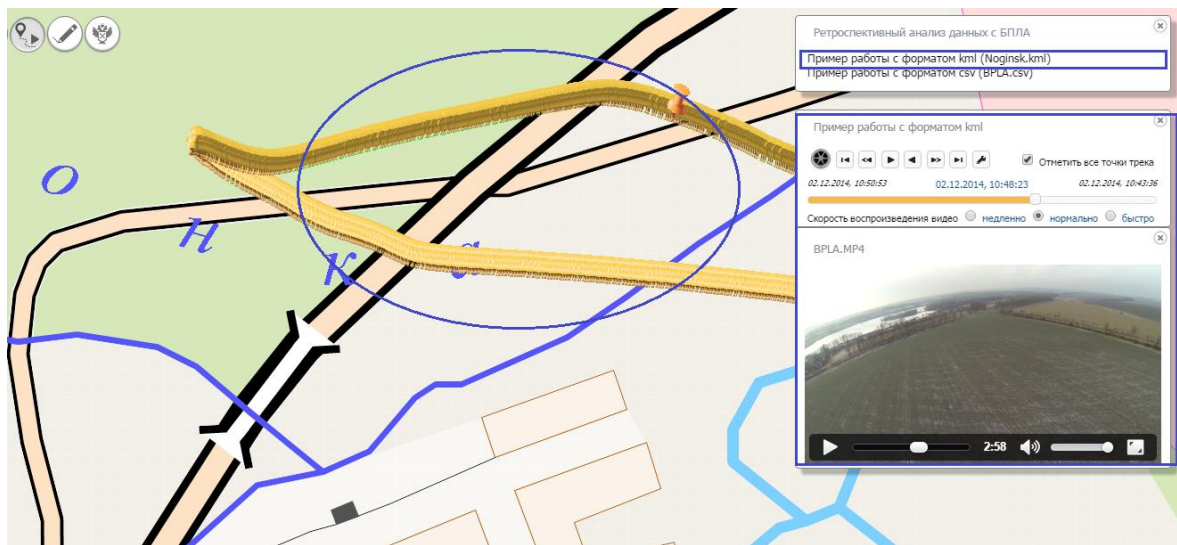 Ретроспективный анализ данных с БПЛА
Пример работы с форматом kml (Noginsk.kml)
Пример работы с форматом csv (BPLA.csv)
Пример работы с форматом kml
Отметить все точки трека
02.12.2014, 10:50:53 02.12.2014, 10:48:23 02.12.2014, 10:43:36
Скорость воспроизведения видео медленно нормально быстро
BPLA.MP4
2:58
О Н К